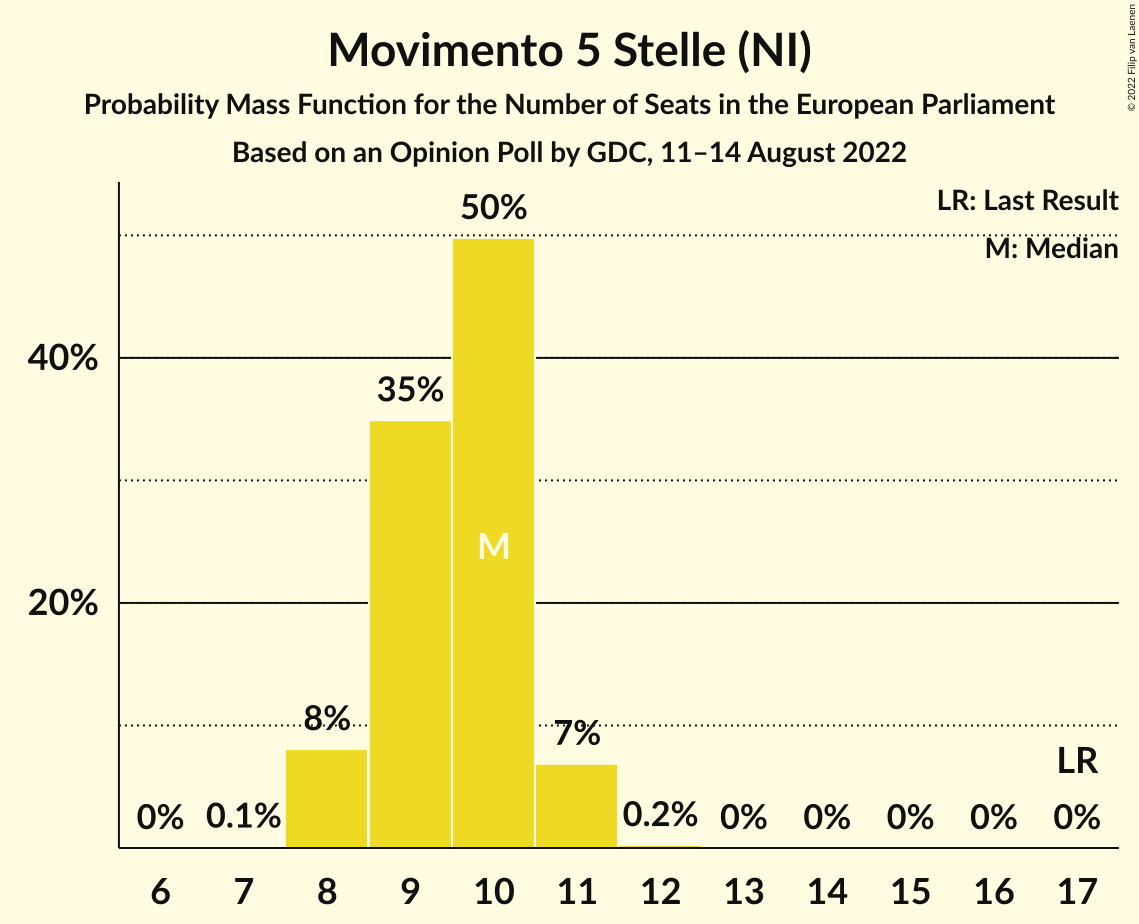 Movimento 5 Stelle (NI)
Probability Mass Function for the Number of Seats in the European Parliament
Based on an Opinion Poll by GDC, 11–14 August 2022
© 2022 Filip van Laenen
LR: Last Result
M: Median
50%
40%
35%
M
20%
8%
7%
LR
0% 0.1% 0.2% 0% 0% 0% 0% 0%
6 7 8 9 10 11 12 13 14 15 16 17